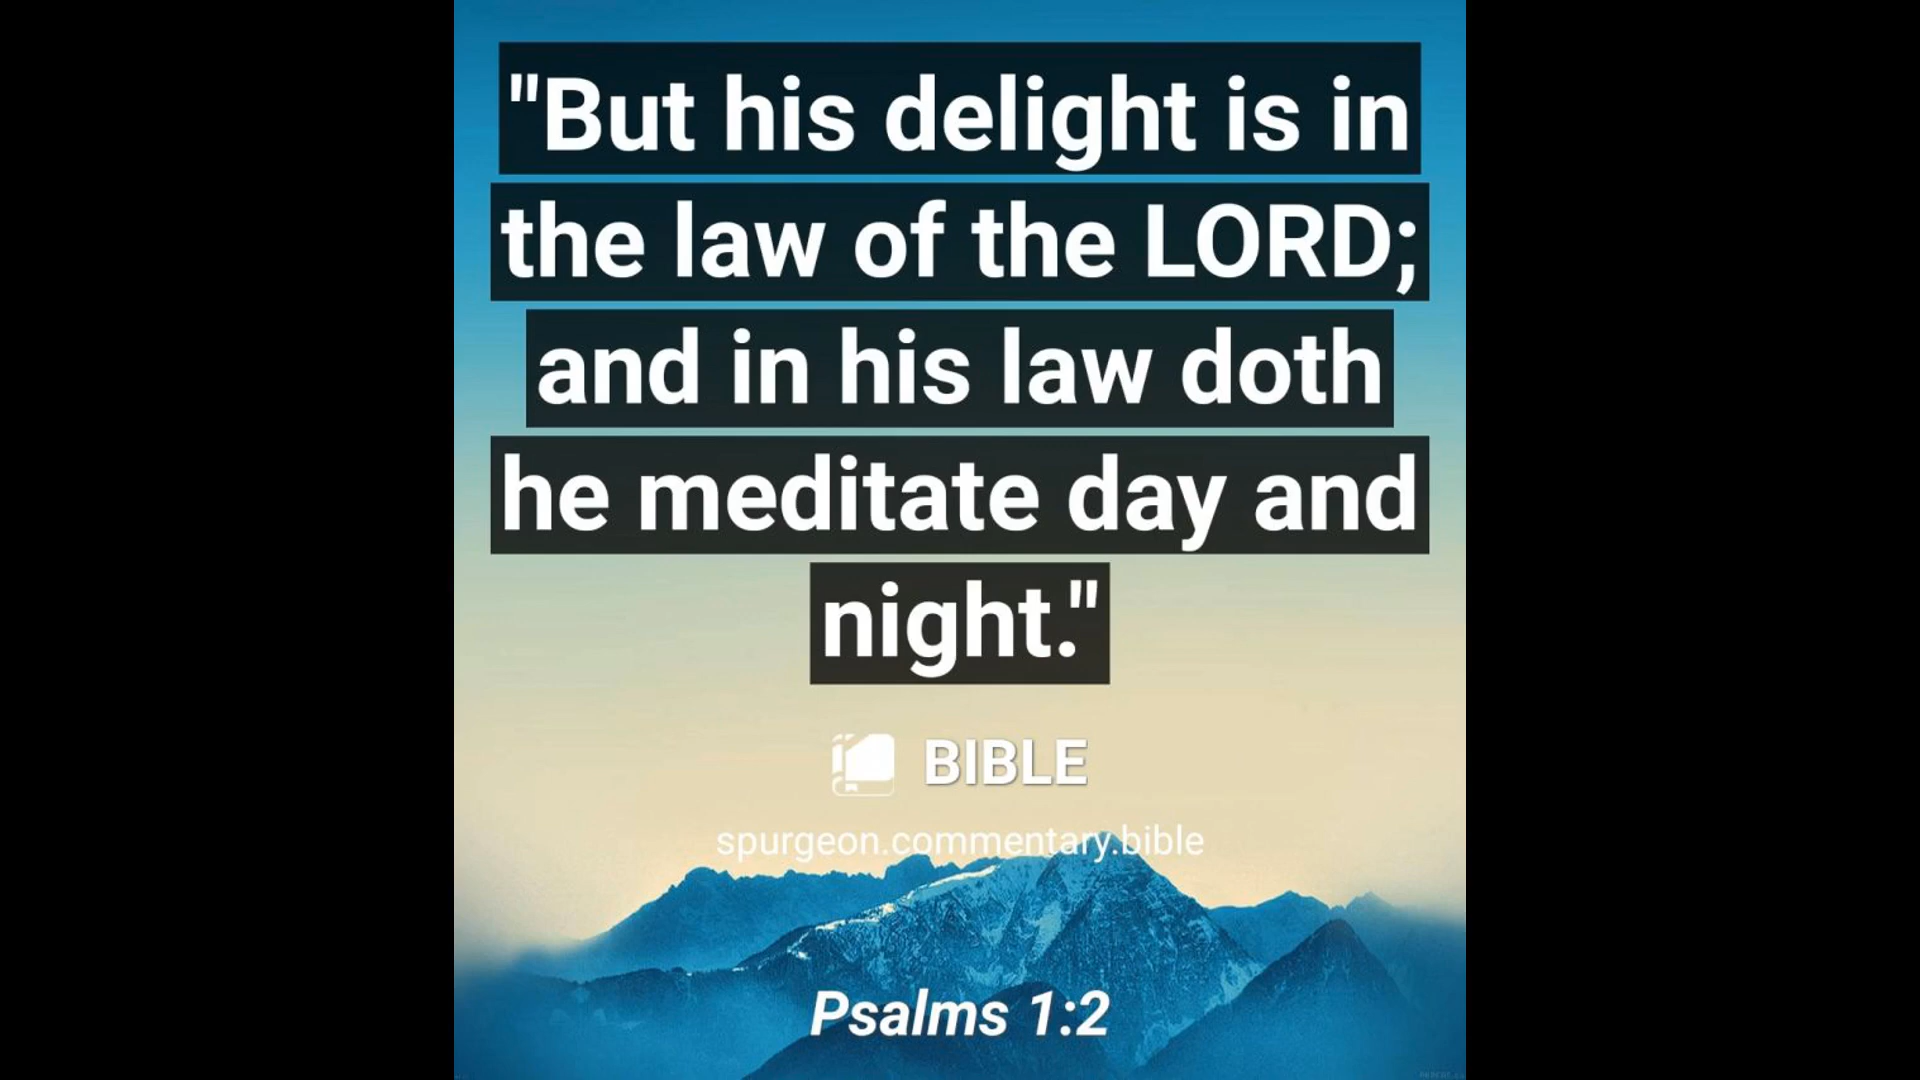 "But his delight is in
the law of the LORD;
and in his law doth
he meditate day and
night."
BIBLE
spurgeon.commentary.bible
Psalms 1:2